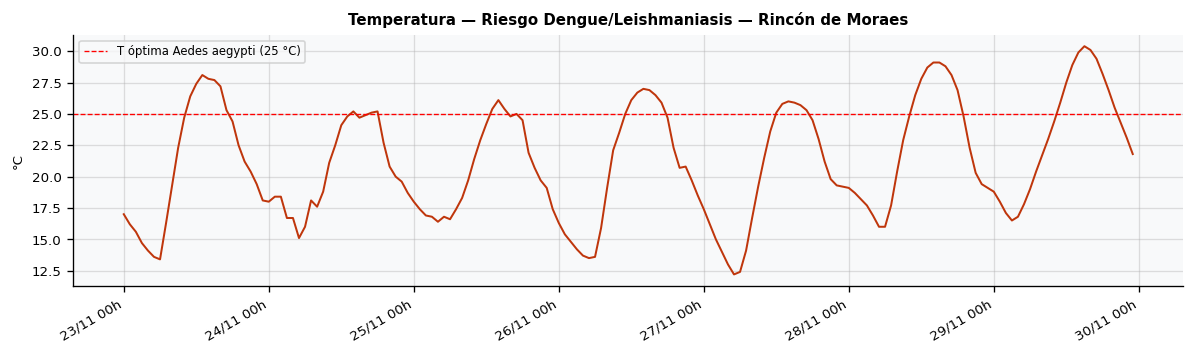 Temperatura — Riesgo Dengue/Leishmaniasis — Rincón de Moraes
T óptima Aedes aegypti (25 °C)
°C
30.0
27.5
25.0
22.5
20.0
17.5
15.0
12.5
23/11 00h
24/11 00h
25/11 00h
26/11 00h
27/11 00h
28/11 00h
29/11 00h
30/11 00h